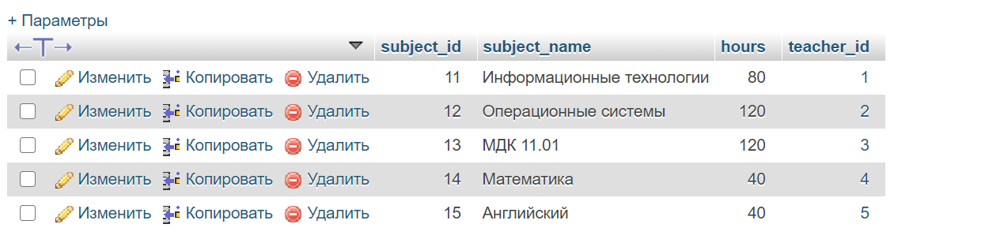 + Параметры
subject_id subject_name hours teacher_id
Изменить Копировать Удалить 11 Информационные технологии 80 1
Изменить Копировать Удалить 12 Операционные системы 120 2
Изменить Копировать Удалить 13 МДК 11.01 120 3
Изменить Копировать Удалить 14 Математика 40 4
Изменить Копировать Удалить 15 Английский 40 5